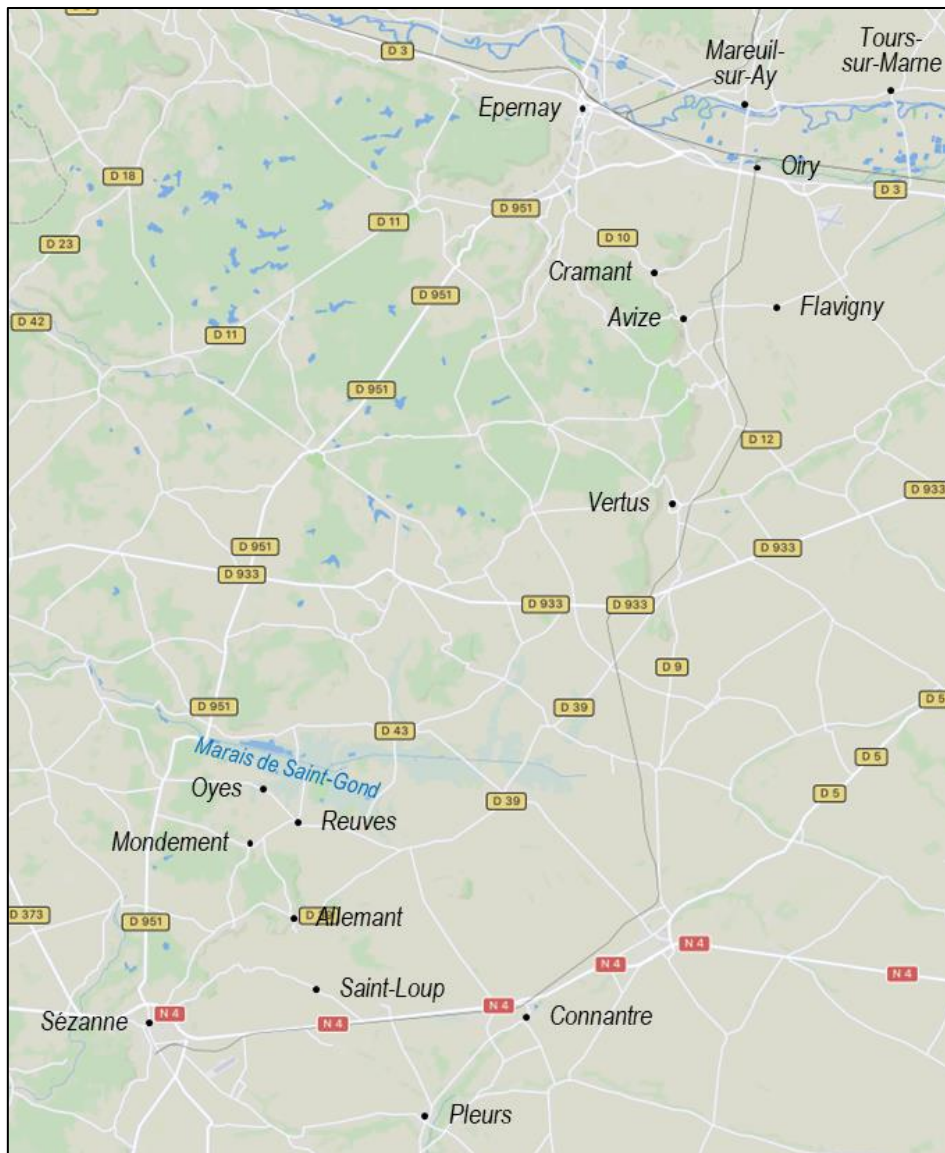 D 3
Mareuil-
sur-Ay
Tours-
sur-Marne
Epernay
Oiry
D 18
D 3
D 951
D 11
D 10
D 23
Cramant
D 951
Flavigny
Avize
D 42
D 11
D 951
D 12
D 933
Vertus
D 951
D 933
D 933
D 933
D 933
D 9
D 951
D 39
D 5
D 43
Marais de Saint-Gond
D 5
Oyes
D 39
D 5
Reuves
Mondement
D 373
D 951
Allemant
N 4
N 4
N 4
Saint-Loup
N 4
Sézanne
N 4
N 4
Connantre
Pleurs